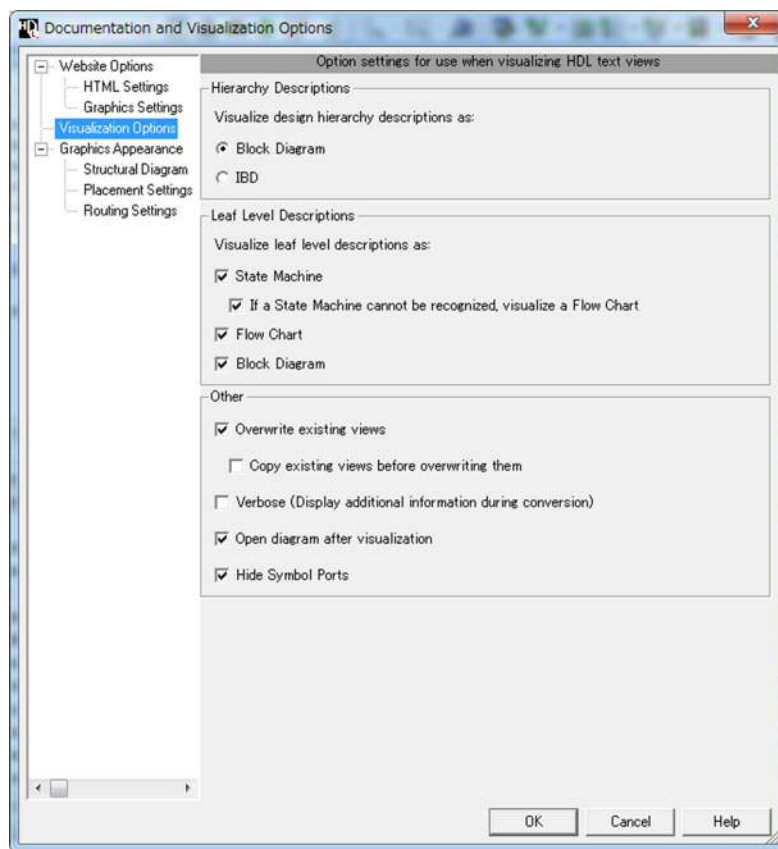 Documentation and Visualization Options
Website Options
HTML Settings
Graphics Settings
Visualization Options
Graphics Appearance
Structural Diagram
Placement Settings
Routing Settings
Option settings for use when visualizing HDL text views
Hierarchy Descriptions
Visualize design hierarchy descriptions as:
Block Diagram
IBD
Leaf Level Descriptions
Visualize leaf level descriptions as:
State Machine
If a State Machine cannot be recognized, visualize a Flow Chart
Flow Chart
Block Diagram
Other
Overwrite existing views
Copy existing views before overwriting them
Verbose (Display additional information during conversion)
Open diagram after visualization
Hide Symbol Ports
OK
Cancel
Help